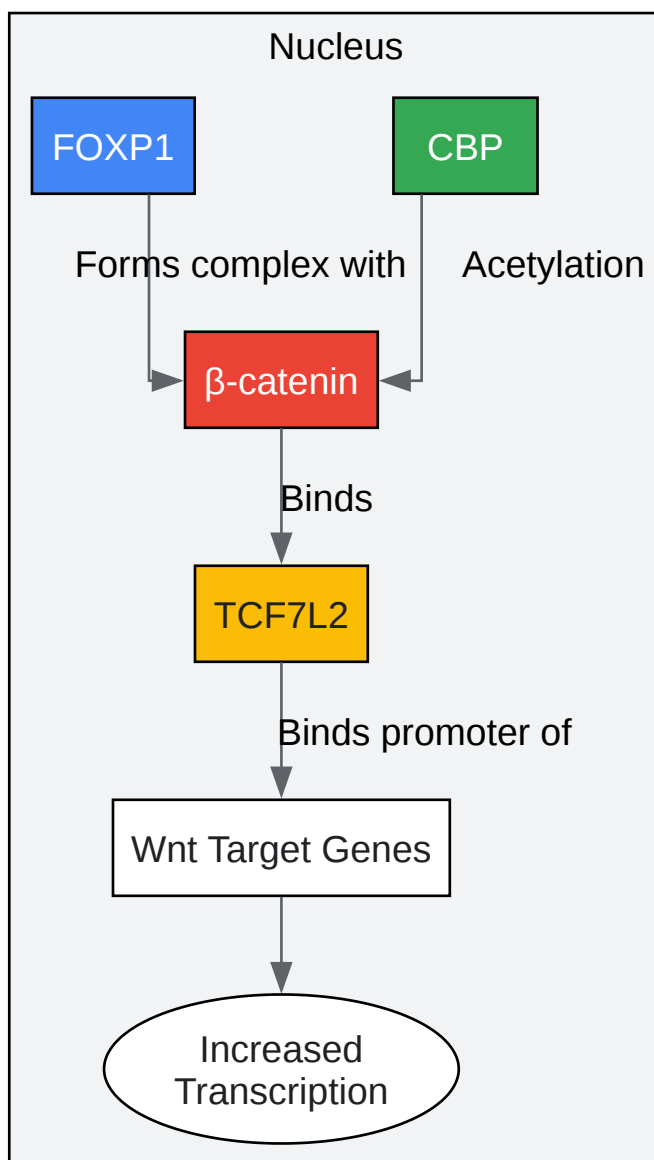 Nucleus
FOXP1
CBP
Forms complex with
Acetylation
β-catenin
Binds
TCF7L2
Binds promoter of
Wnt Target Genes
Increased
Transcription